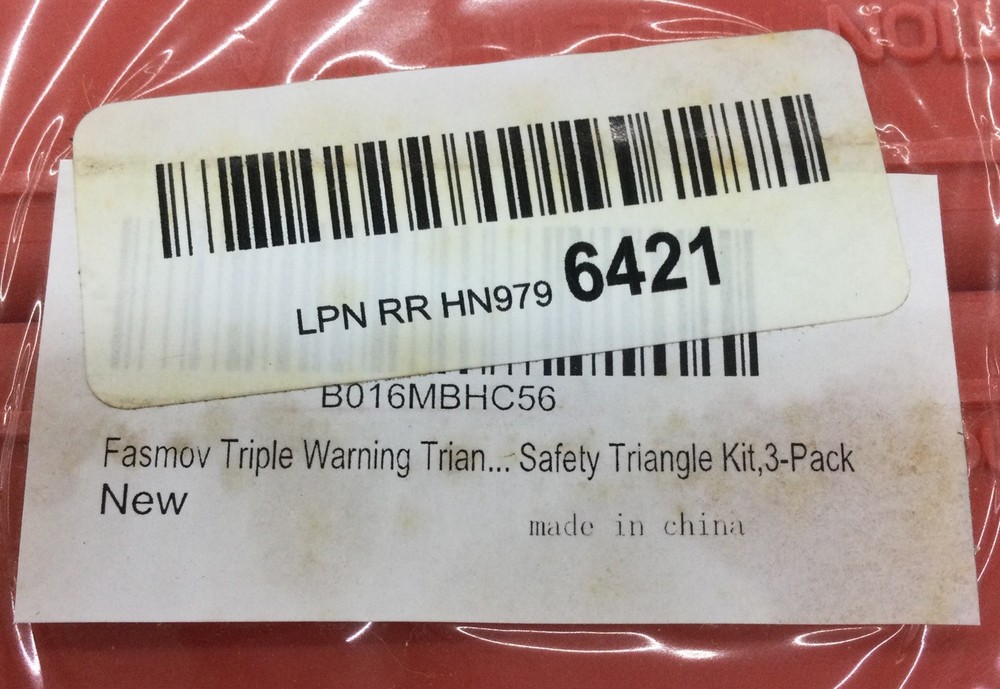 LPN RR HN979 6421
B016MBHC56
Fasmov Triple Warning Trian... Safety Triangle Kit,3-Pack
New
made in china